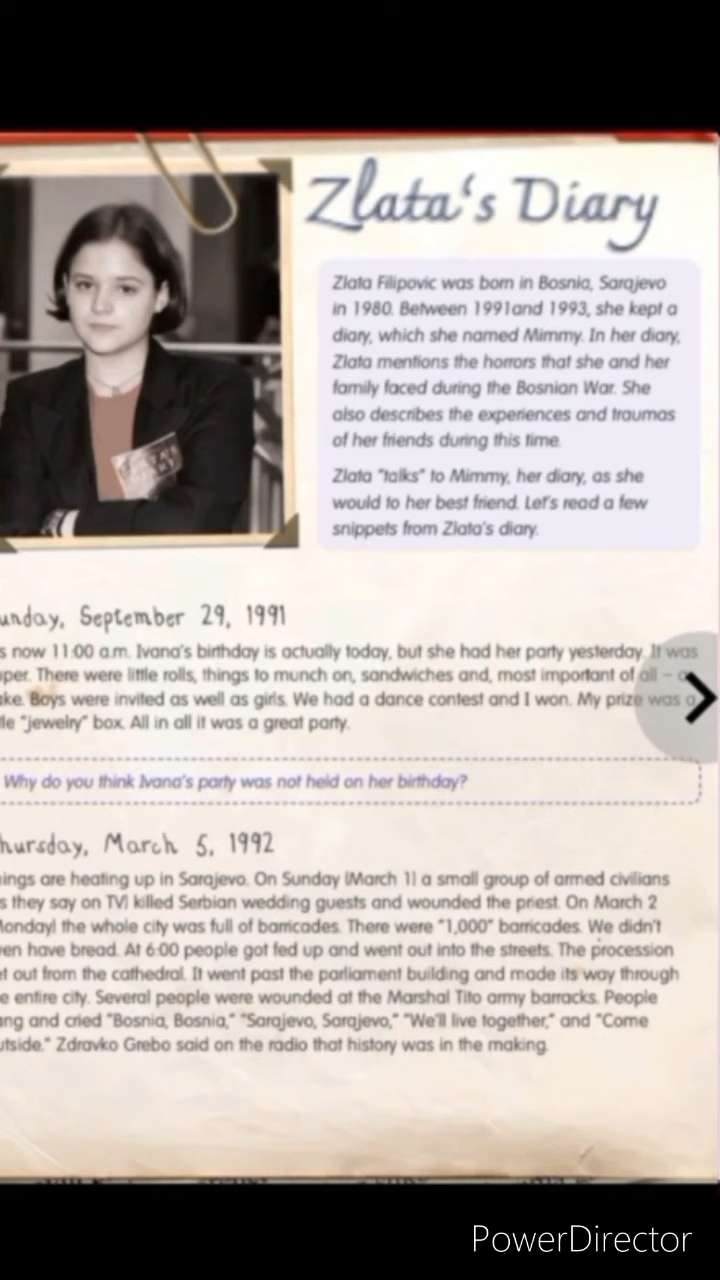 Zlata's Diary
Zlata Filipovic was born in Bosnia, Sarajevo
in 1980. Between 1991and 1993, she kept a
diary, which she named Mimmy. In her diary,
Zlata mentions the horrors that she and her
family faced during the Bosnian War. She
also describes the experiences and traumas
of her friends during this time.
Zlata "talks" to Mimmy, her diary, as she
would to her best friend. Let's read a few
snippets from Zlata's diary.
unday, September 29, 1991
s now 11:00 a.m. Ivana's birthday is actually today, but she had her party yesterday. It was
uper. There were little rolls, things to munch on, sandwiches and, most important of all – a
ake. Boys were invited as well as girls. We had a dance contest and I won. My prize was a
tle "jewelry" box. All in all it was a great party.
Why do you think Ivana's party was not held on her birthday?
hursday, March 5, 1992
ings are heating up in Sarajevo. On Sunday (March 1) a small group of armed civilians
s they say on TV) killed Serbian wedding guests and wounded the priest. On March 2
Monday) the whole city was full of barricades. There were "1,000" barricades. We didn't
ven have bread. At 6:00 people got fed up and went out into the streets. The procession
et out from the cathedral. It went past the parliament building and made its way through
e entire city. Several people were wounded at the Marshal Tito army barracks. People
ang and cried "Bosnia, Bosnia," "Sarajevo, Sarajevo," "We'll live together," and "Come
utside." Zdravko Grebo said on the radio that history was in the making.
PowerDirector